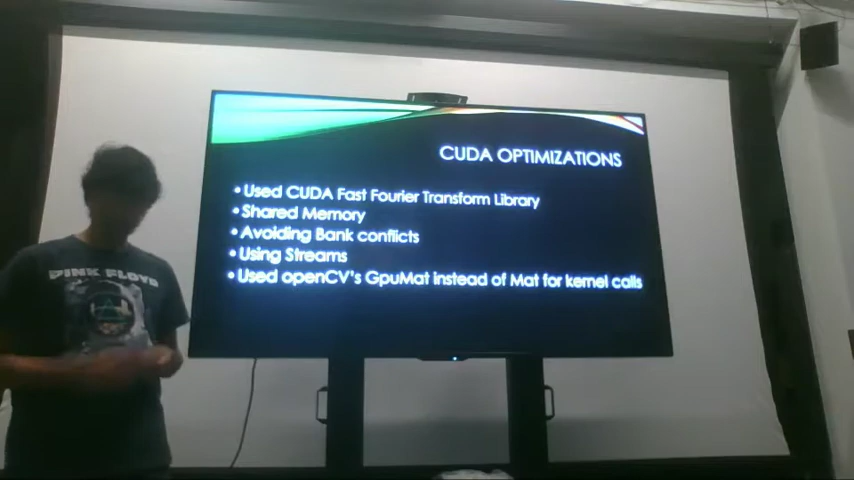 CUDA OPTIMIZATIONS
• Used CUDA Fast Fourier Transform Library
• Shared Memory
• Avoiding Bank conflicts
• Using Streams
• Used openCV's GpuMat instead of Mat for kernel calls
PINK FLOYD